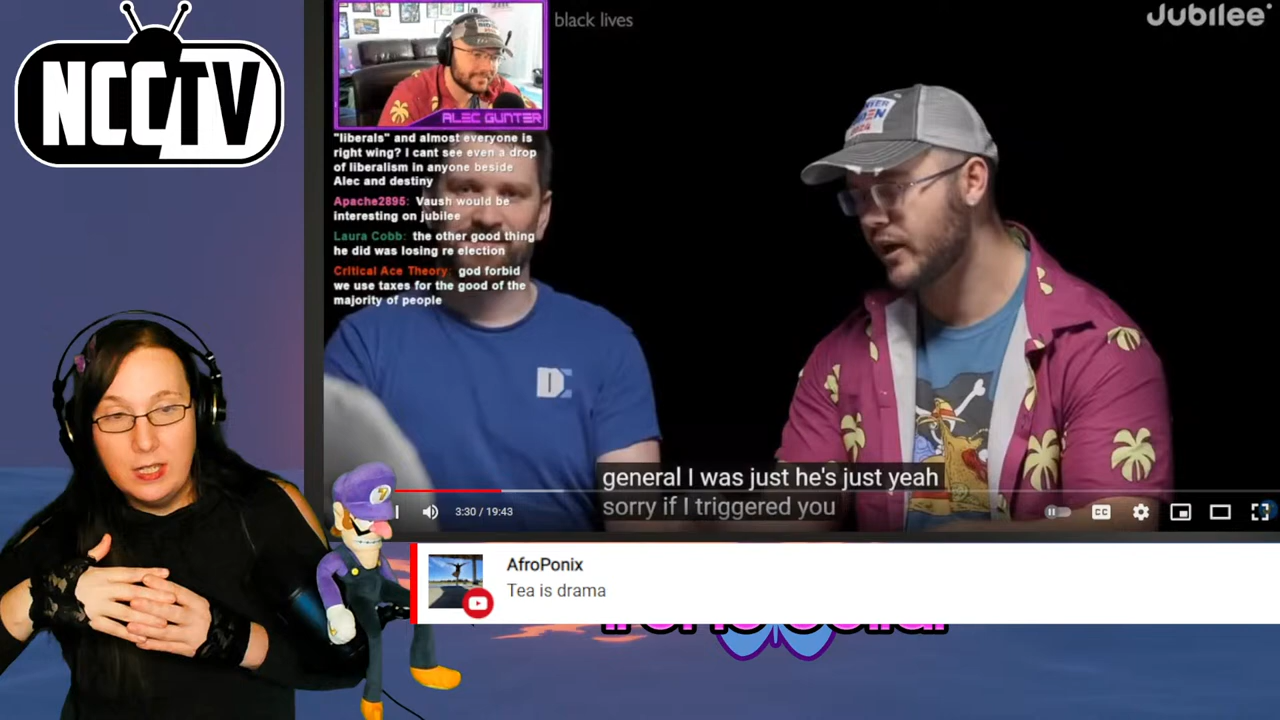 NCCTV
black lives
Jubilee
ALEC GUNTER
"liberals" and almost everyone is
right wing? I cant see even a drop
of liberalism in anyone beside
Alec and destiny
Apache2895: Vaush would be
interesting on jubilee
Laura Cobb: the other good thing
he did was losing re election
Critical Ace Theory: god forbid
we use taxes for the good of the
majority of people
general I was just he's just yeah
sorry if I triggered you
3:30 / 19:43
CC
AfroPonix
Tea is drama